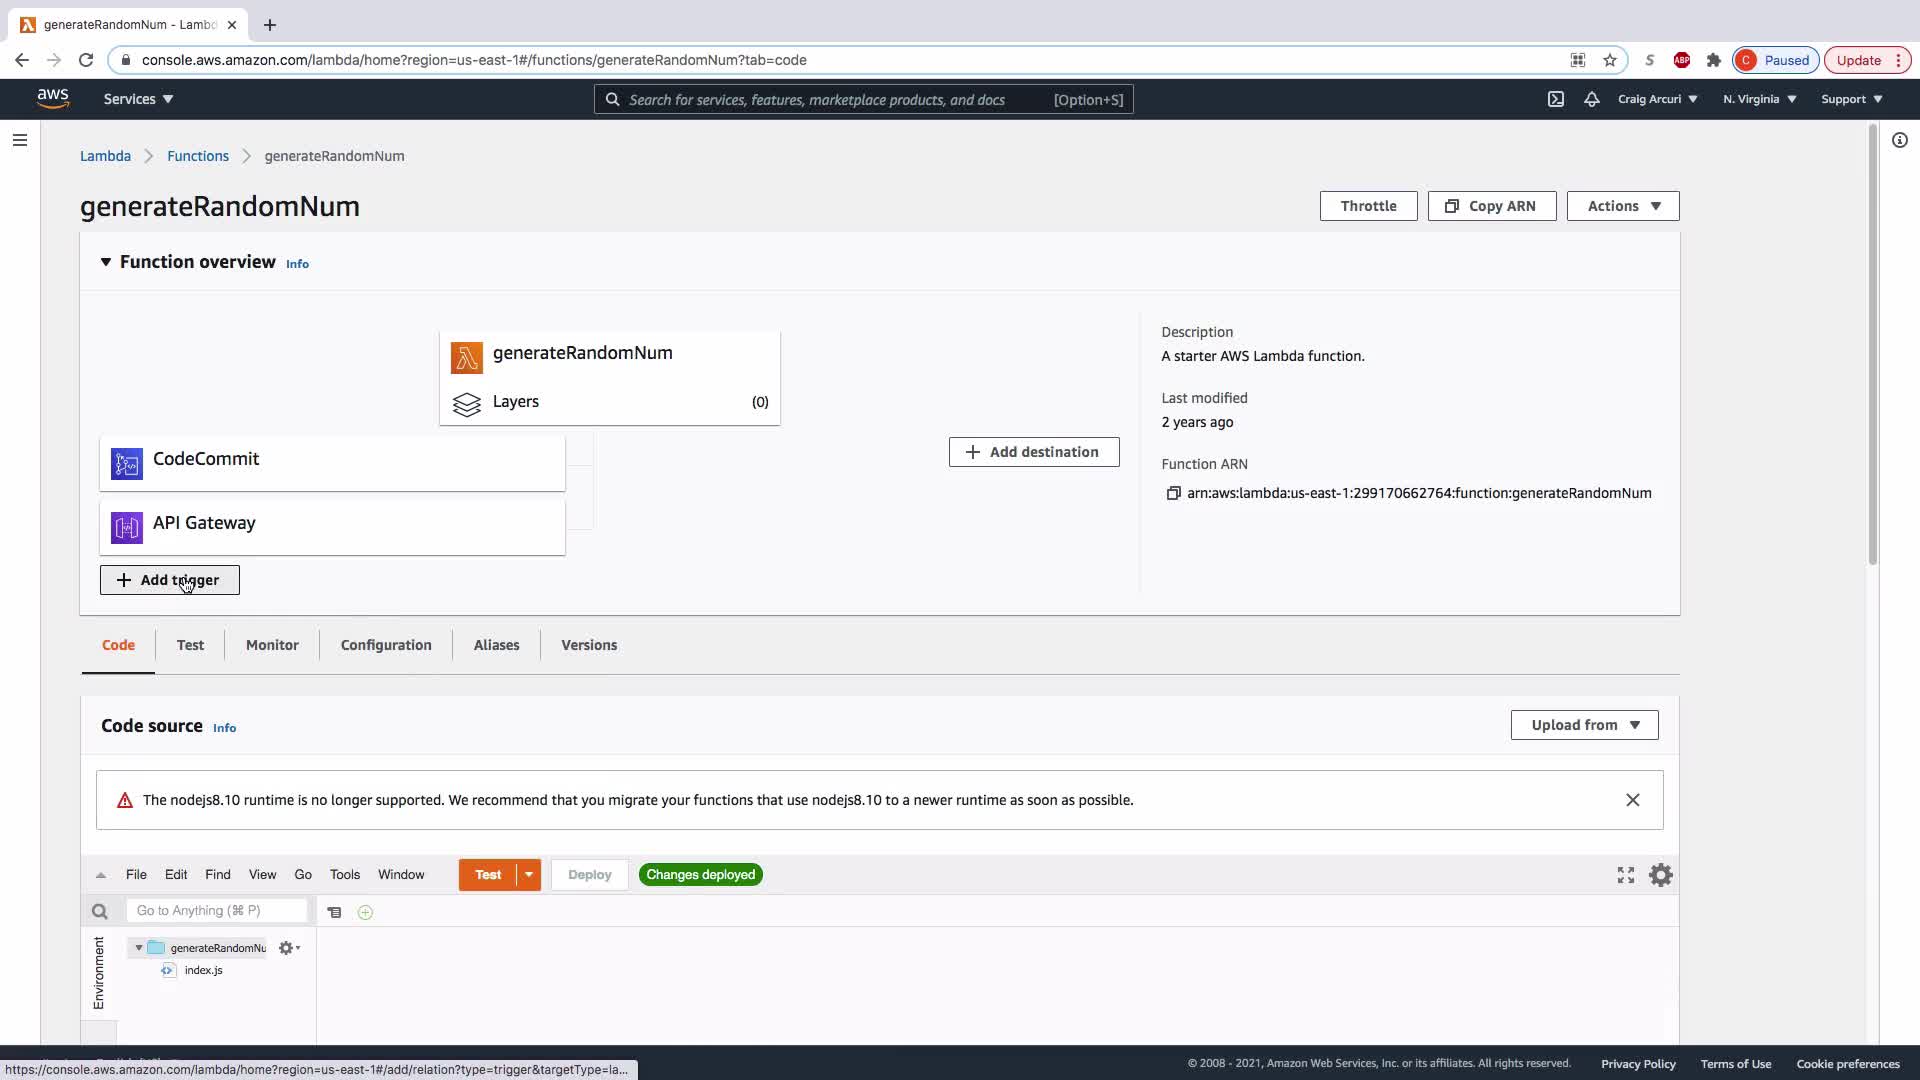 generateRandomNum - Lambd
console.aws.amazon.com/lambda/home?region=us-east-1#/functions/generateRandomNum?tab=code
S
ABP
C Paused
Update
aws
Services
Search for services, features, marketplace products, and docs [Option+S]
Craig Arcuri
N. Virginia
Support
Lambda
Functions
generateRandomNum
generateRandomNum
Throttle
Copy ARN
Actions
Function overview Info
generateRandomNum
Layers (0)
CodeCommit
API Gateway
+ Add trigger
+ Add destination
Description
A starter AWS Lambda function.
Last modified
2 years ago
Function ARN
arn:aws:lambda:us-east-1:299170662764:function:generateRandomNum
Code
Test
Monitor
Configuration
Aliases
Versions
Code source Info
Upload from
The nodejs8.10 runtime is no longer supported. We recommend that you migrate your functions that use nodejs8.10 to a newer runtime as soon as possible.
File Edit Find View Go Tools Window
Test
Deploy
Changes deployed
Go to Anything (⌘ P)
Environment
generateRandomNu
index.js
https://console.aws.amazon.com/lambda/home?region=us-east-1#/add/relation?type=trigger&targetType=la...
© 2008 - 2021, Amazon Web Services, Inc. or its affiliates. All rights reserved.
Privacy Policy
Terms of Use
Cookie preferences